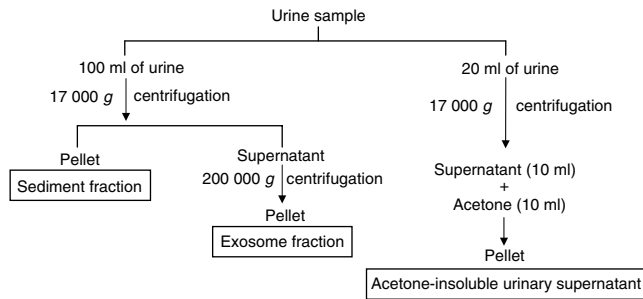 Urine sample
100 ml of urine
17 000 g centrifugation
Pellet
Sediment fraction
Supernatant
200 000 g centrifugation
Pellet
Exosome fraction
20 ml of urine
17 000 g centrifugation
Supernatant (10 ml)
+
Acetone (10 ml)
Pellet
Acetone-insoluble urinary supernatant